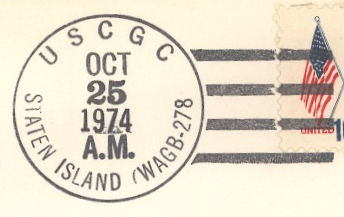 USCGC
OCT
25
1974
A.M.
STATEN ISLAND (WAGB-278
UNITED